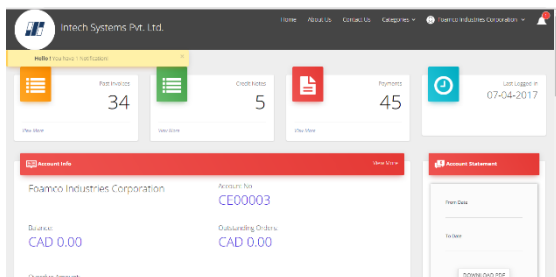 Intech Systems Pvt. Ltd.
Home About Us Contact Us Categories Foamco Industries Corporation
Hello ! You have 1 Notification!
Past Invoices
34
View More
Credit Notes
5
View More
Payments
45
View More
Last Logged in
07-04-2017
Account Info
View More
Foamco Industries Corporation
Account No
CE00003
Balance
CAD 0.00
Outstanding Orders
CAD 0.00
Account Statement
From Date
To Date
DOWNLOAD PDF